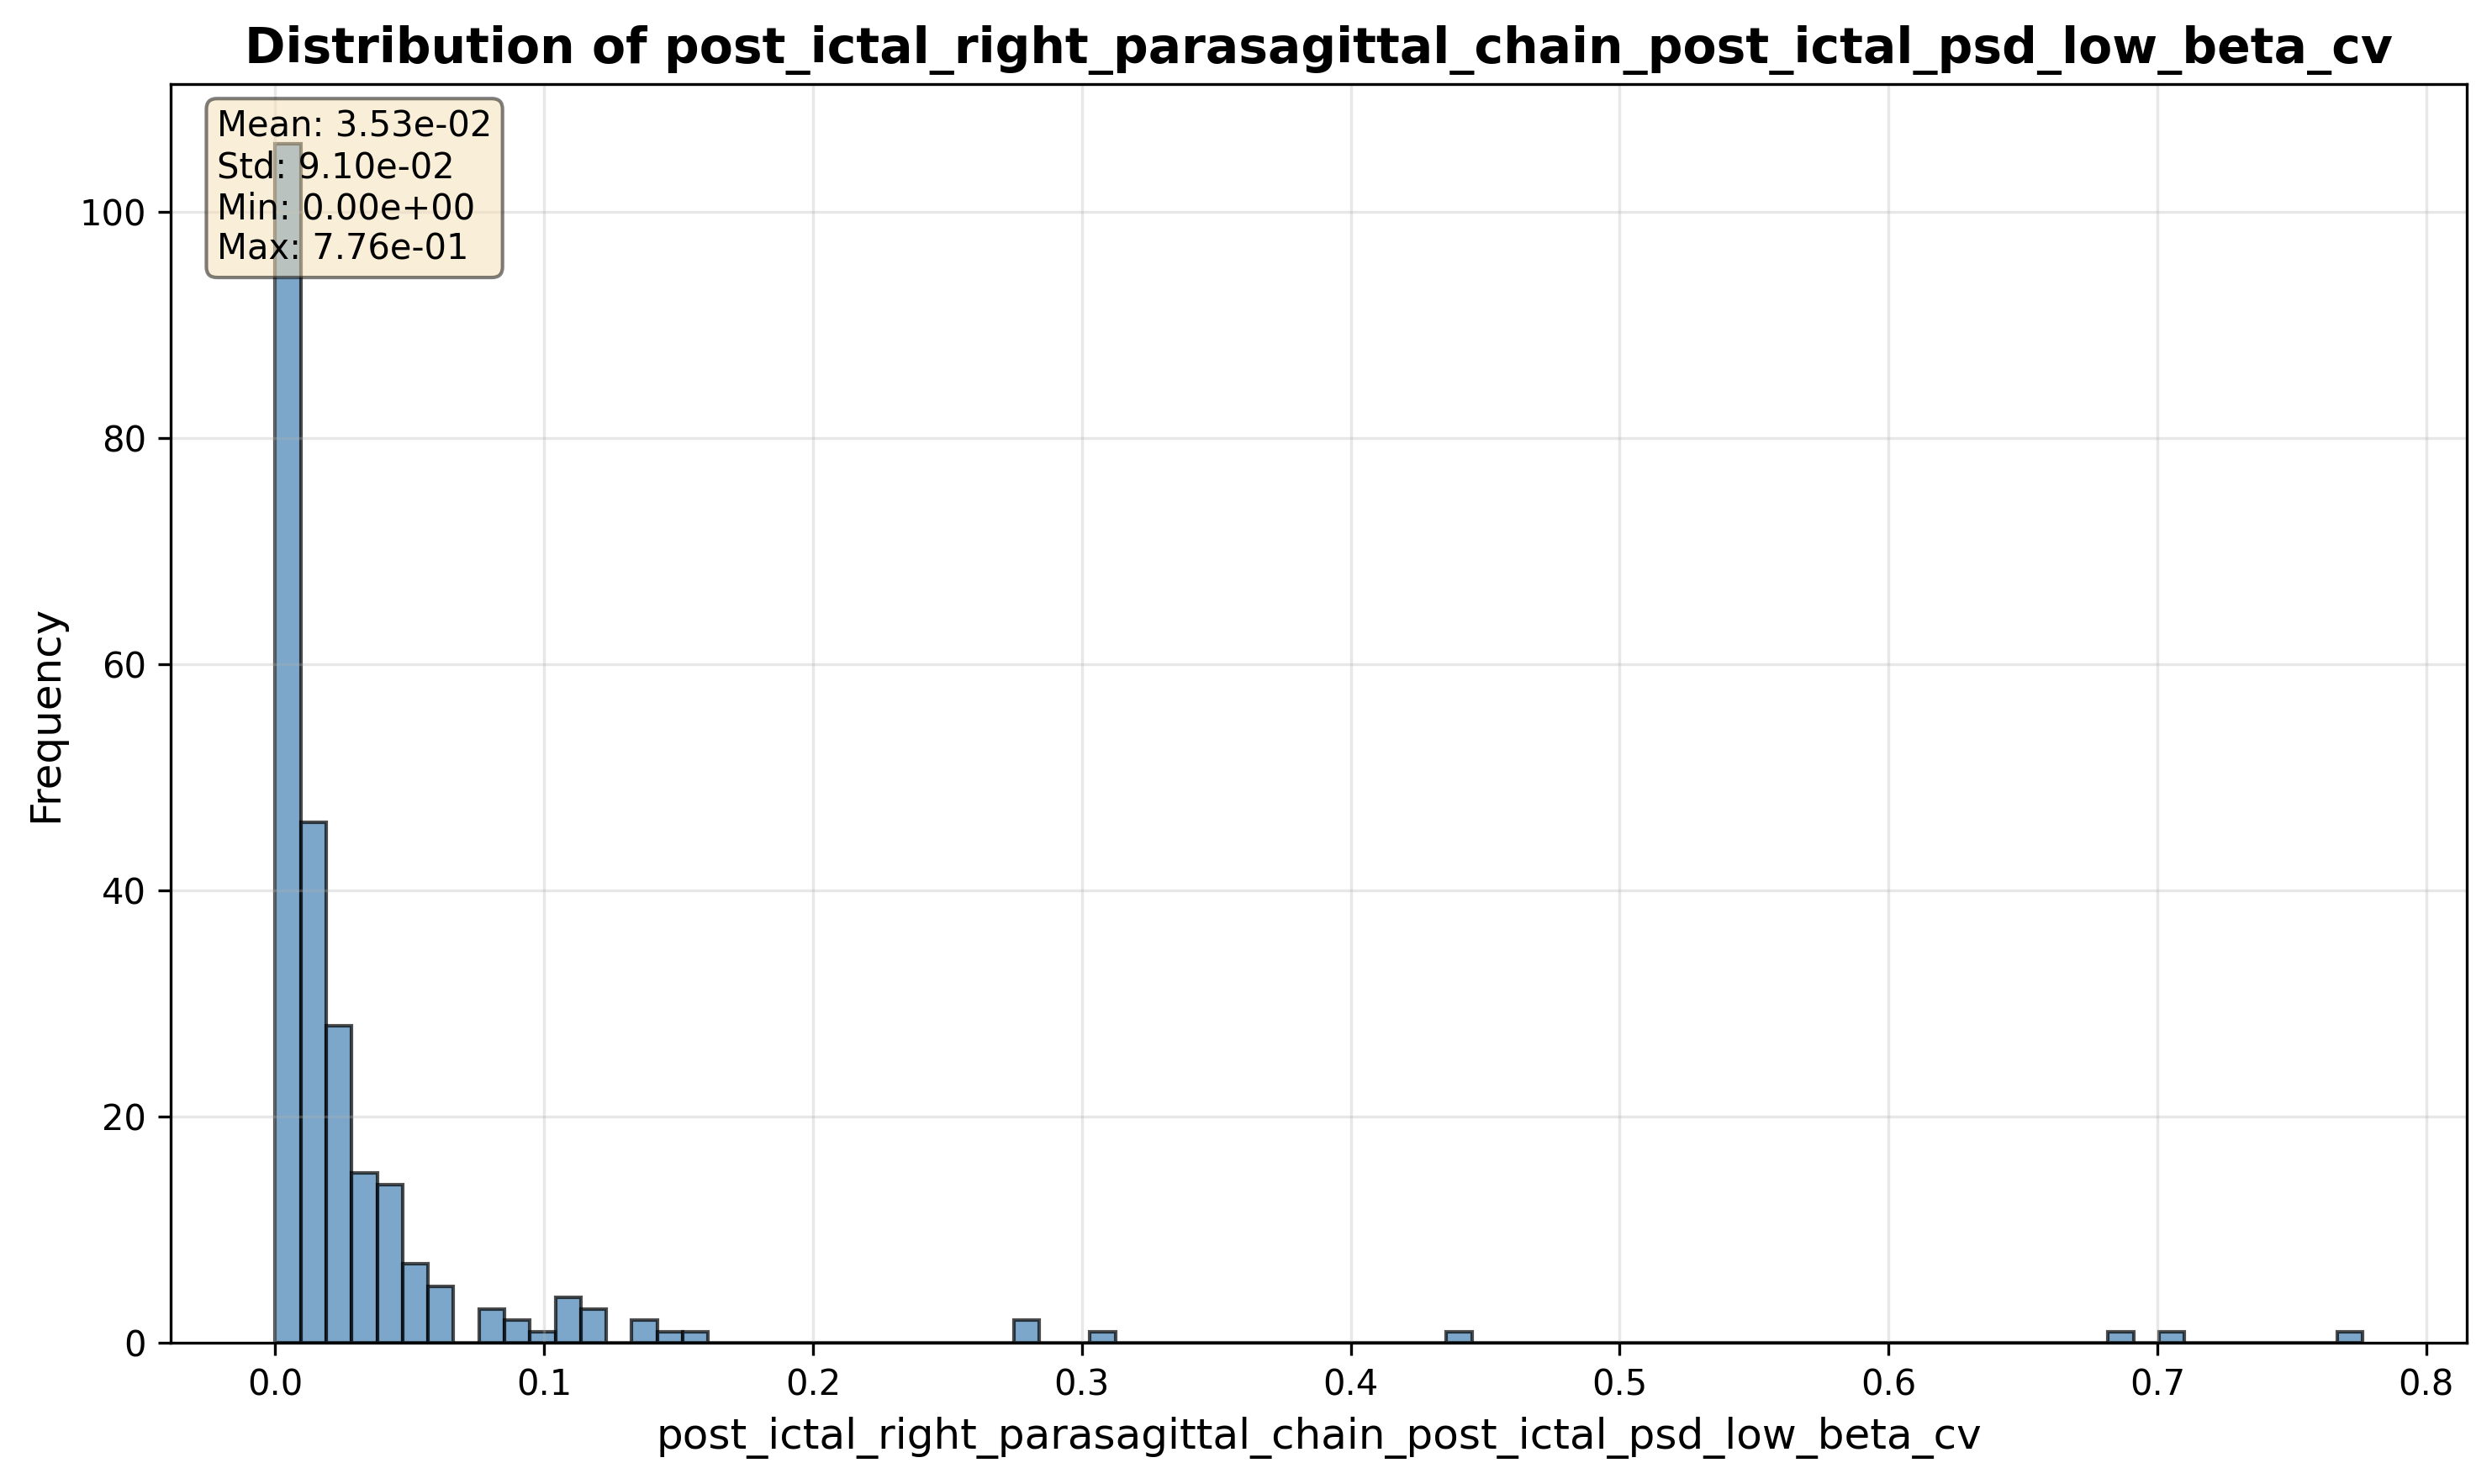 Distribution of post_ictal_right_parasagittal_chain_post_ictal_psd_low_beta_cv
Mean: 3.53e-02
Std: 9.10e-02
Min: 0.00e+00
Max: 7.76e-01
Frequency
100
80
60
40
20
0
0.0 0.1 0.2 0.3 0.4 0.5 0.6 0.7 0.8
post_ictal_right_parasagittal_chain_post_ictal_psd_low_beta_cv